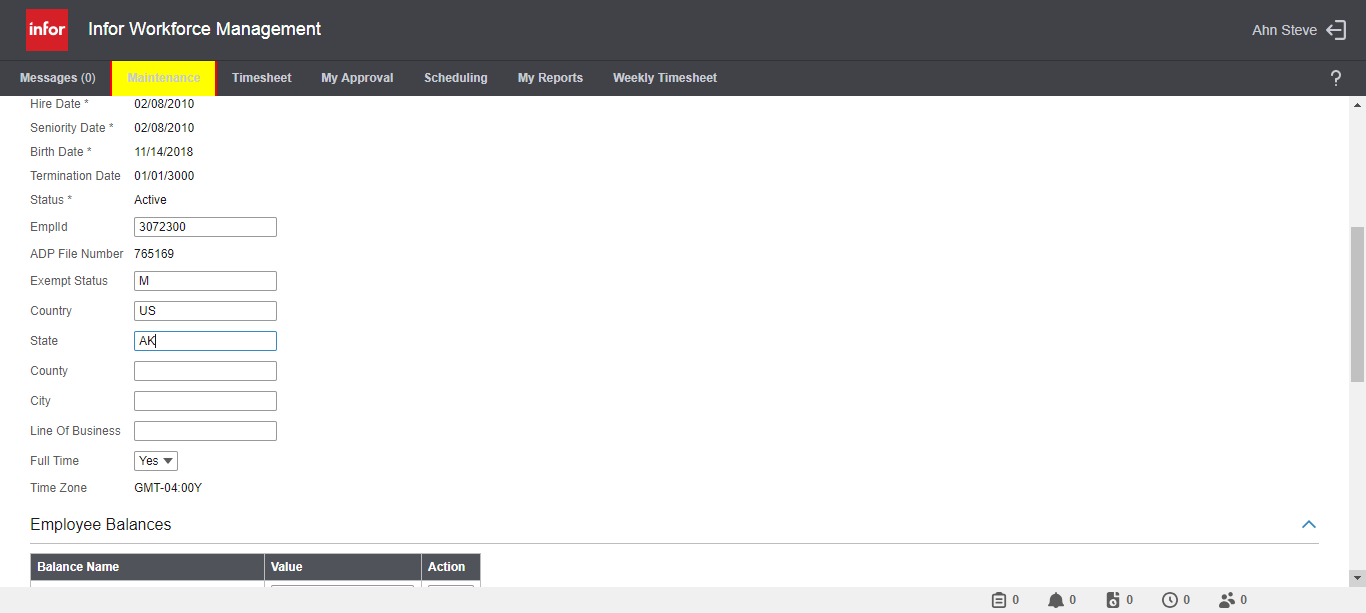 infor Infor Workforce Management Ahn Steve
Messages (0) Maintenance Timesheet My Approval Scheduling My Reports Weekly Timesheet ?
Hire Date * 02/08/2010
Seniority Date * 02/08/2010
Birth Date * 11/14/2018
Termination Date 01/01/3000
Status * Active
EmplId 3072300
ADP File Number 765169
Exempt Status M
Country US
State AK
County
City
Line Of Business
Full Time Yes
Time Zone GMT-04:00Y
Employee Balances
Balance Name Value Action
0 0 0 0 0